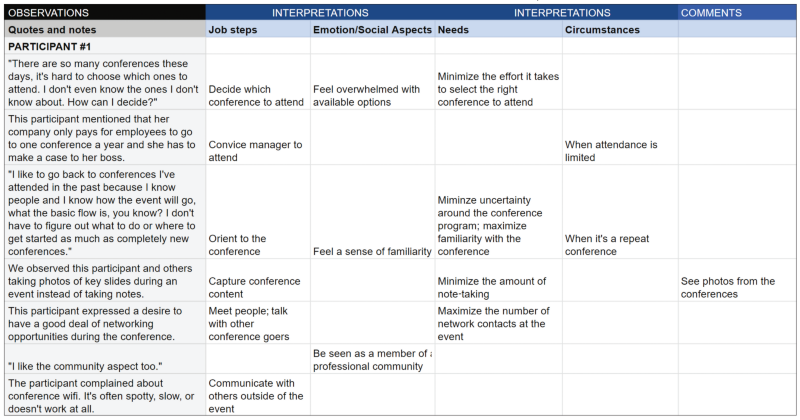 OBSERVATIONS INTERPRETATIONS INTERPRETATIONS COMMENTS
Quotes and notes Job steps Emotion/Social Aspects Needs Circumstances
PARTICIPANT #1
"There are so many conferences these
days, it's hard to choose which ones to
attend. I don't even know the ones I don't
know about. How can I decide?"
Decide which
conference to attend
Feel overwhelmed with
available options
Minimize the effort it takes
to select the right
conference to attend
This participant mentioned that her
company only pays for employees to go
to one conference a year and she has to
make a case to her boss.
Convice manager to
attend
When attendance is
limited
"I like to go back to conferences I've
attended in the past because I know
people and I know how the event will go,
what the basic flow is, you know? I don't
have to figure out what to do or where to
get started as much as completely new
conferences."
Orient to the
conference
Feel a sense of familiarity
Miminze uncertainty
around the conference
program; maximize
familiarity with the
conference
When it's a repeat
conference
We observed this participant and others
taking photos of key slides during an
event instead of taking notes.
Capture conference
content
Minimize the amount of
note-taking
See photos from the
conferences
This participant expressed a desire to
have a good deal of networking
opportunities during the conference.
Meet people; talk
with other
conference goers
Maximize the number of
network contacts at the
event
"I like the community aspect too."
Be seen as a member of
professional community
The participant complained about
conference wifi. It's often spotty, slow, or
doesn't work at all.
Communicate with
others outside of the
event